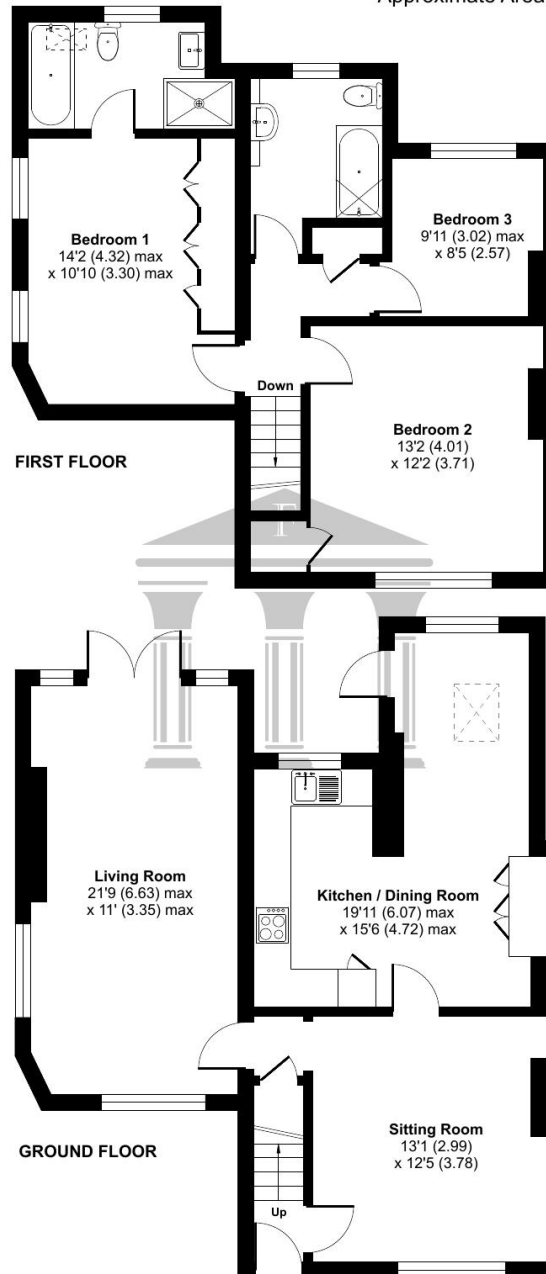 Approximate Area
Bedroom 1
14'2 (4.32) max
x 10'10 (3.30) max
Bedroom 3
9'11 (3.02) max
x 8'5 (2.57)
Down
Bedroom 2
13'2 (4.01)
x 12'2 (3.71)
FIRST FLOOR
F
Living Room
21'9 (6.63) max
x 11' (3.35) max
Kitchen / Dining Room
19'11 (6.07) max
x 15'6 (4.72) max
Sitting Room
13'1 (2.99)
x 12'5 (3.78)
GROUND FLOOR
Up